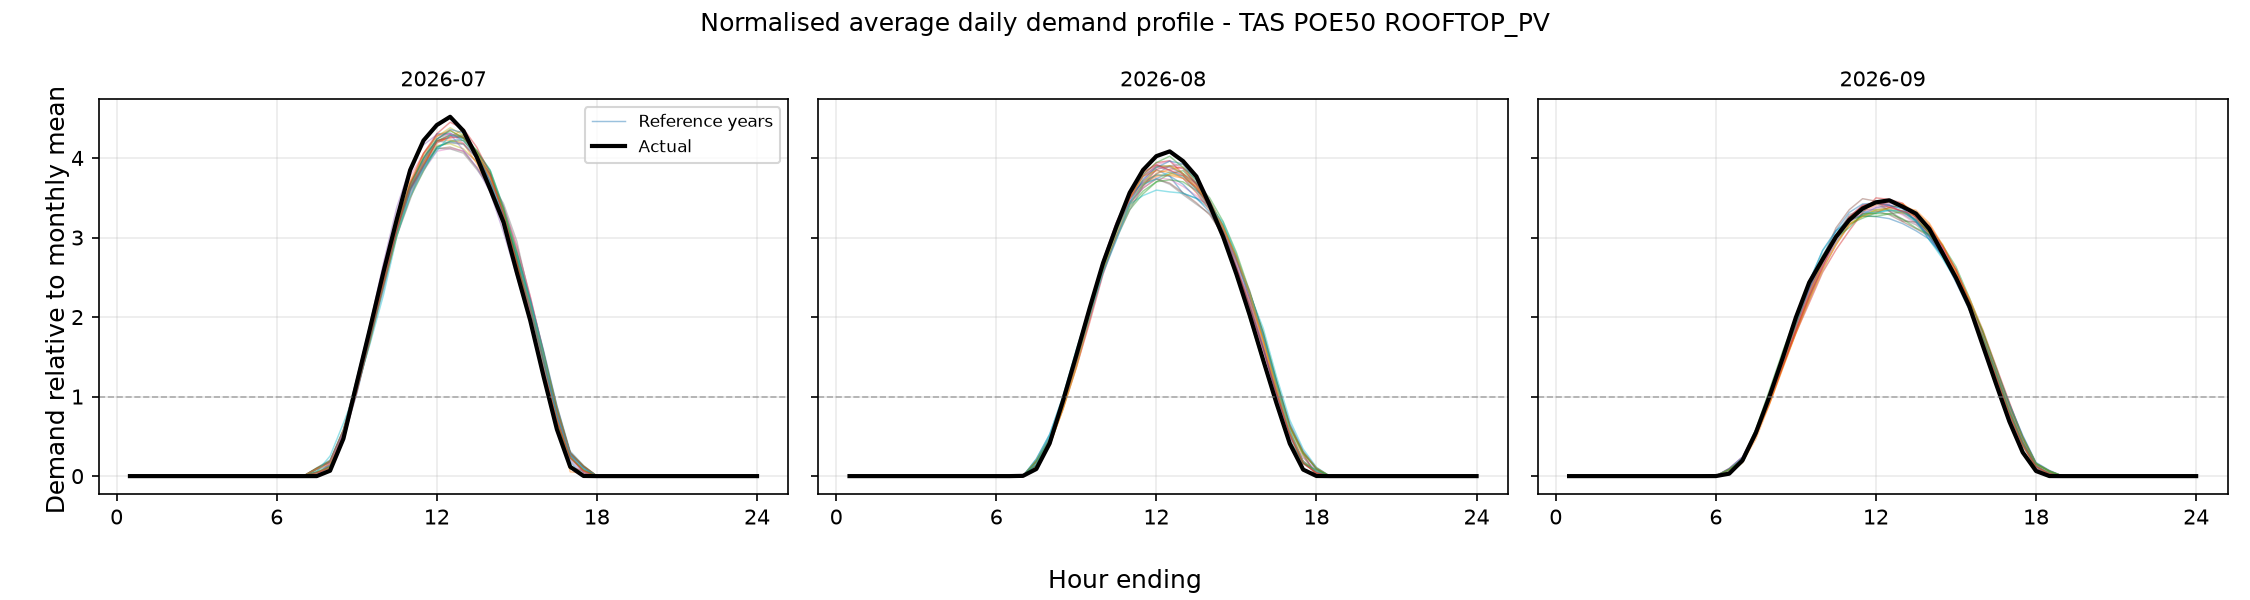 Normalised average daily demand profile - TAS POE50 ROOFTOP_PV
2026-07
2026-08
2026-09
Demand relative to monthly mean
4
3
2
1
0
Reference years
Actual
0 6 12 18 24
0 6 12 18 24
0 6 12 18 24
Hour ending